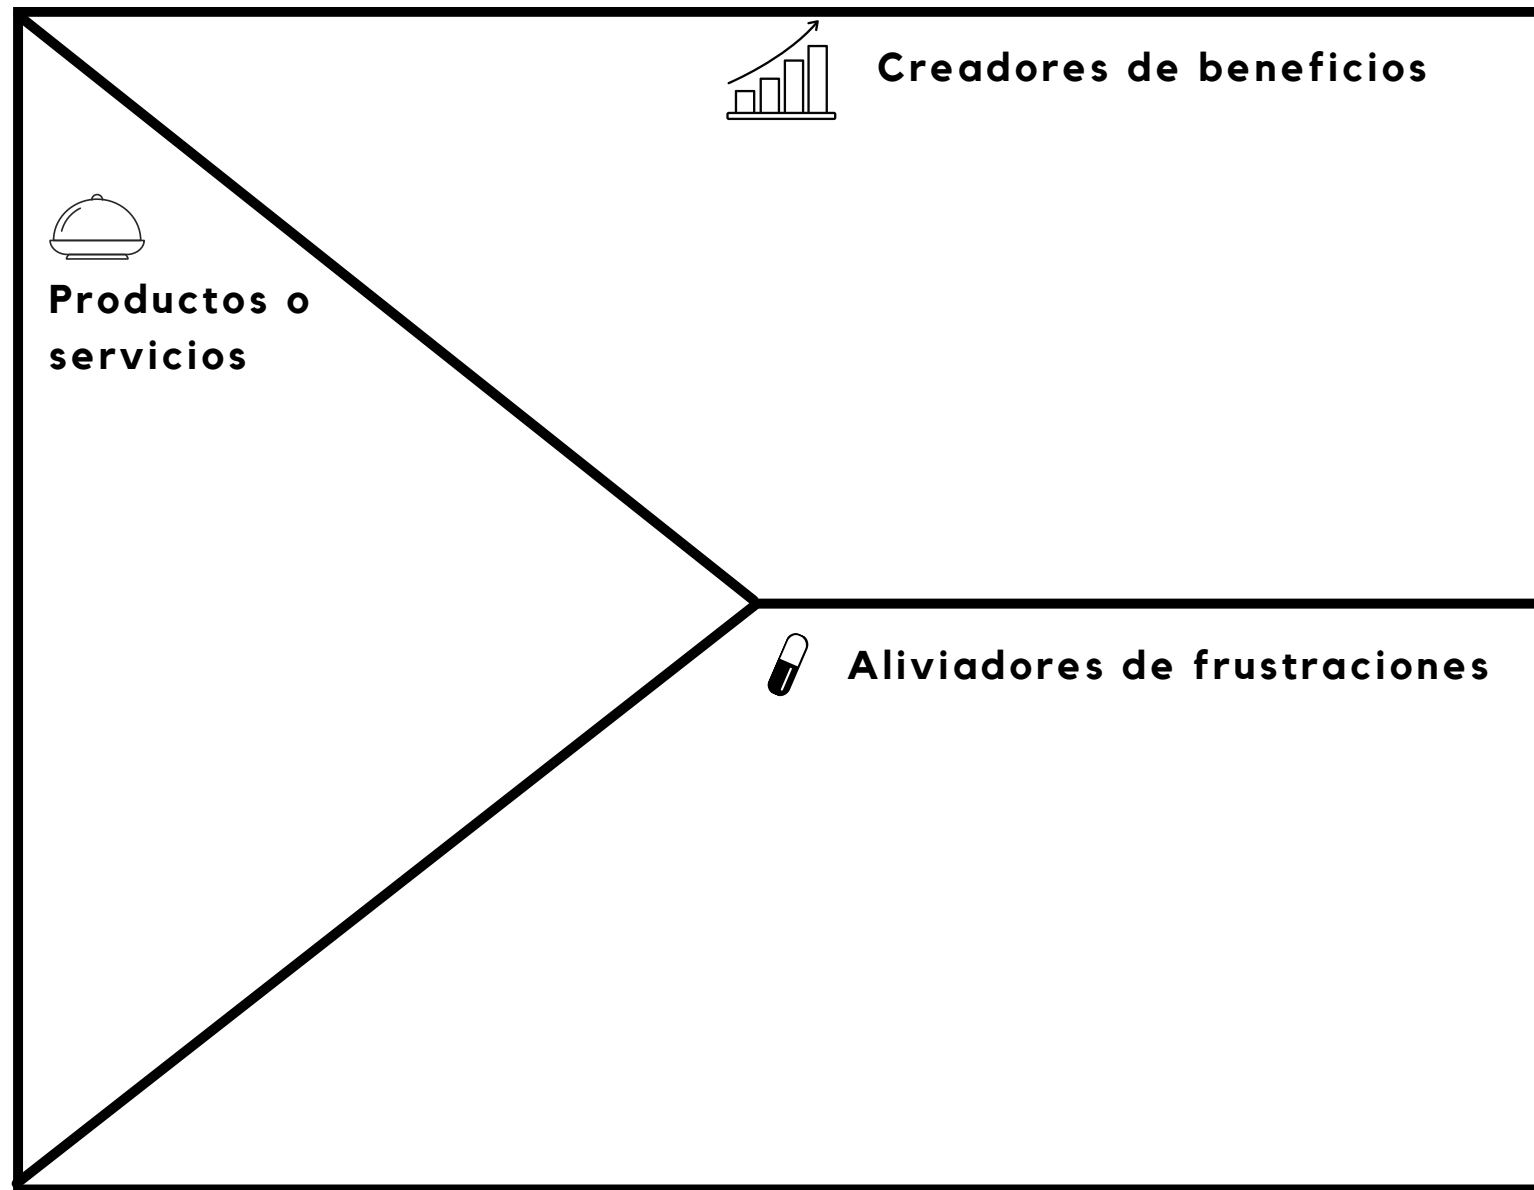 Creadores de beneficios
Productos o
servicios
Aliviadores de frustraciones